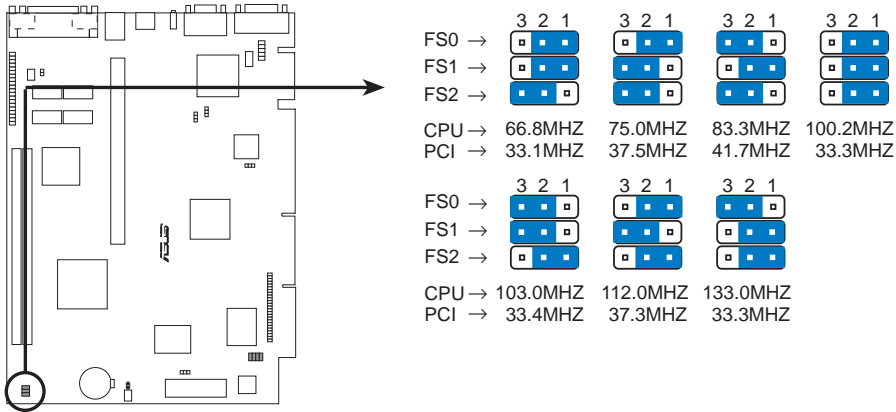 3 2 1 3 2 1 3 2 1 3 2 1
FS0 →
FS1 →
FS2 →
CPU → 66.8MHZ 75.0MHZ 83.3MHZ 100.2MHZ
PCI → 33.1MHZ 37.5MHZ 41.7MHZ 33.3MHZ
3 2 1 3 2 1 3 2 1
FS0 →
FS1 →
FS2 →
CPU → 103.0MHZ 112.0MHZ 133.0MHZ
PCI → 33.4MHZ 37.3MHZ 33.3MHZ
ASUS